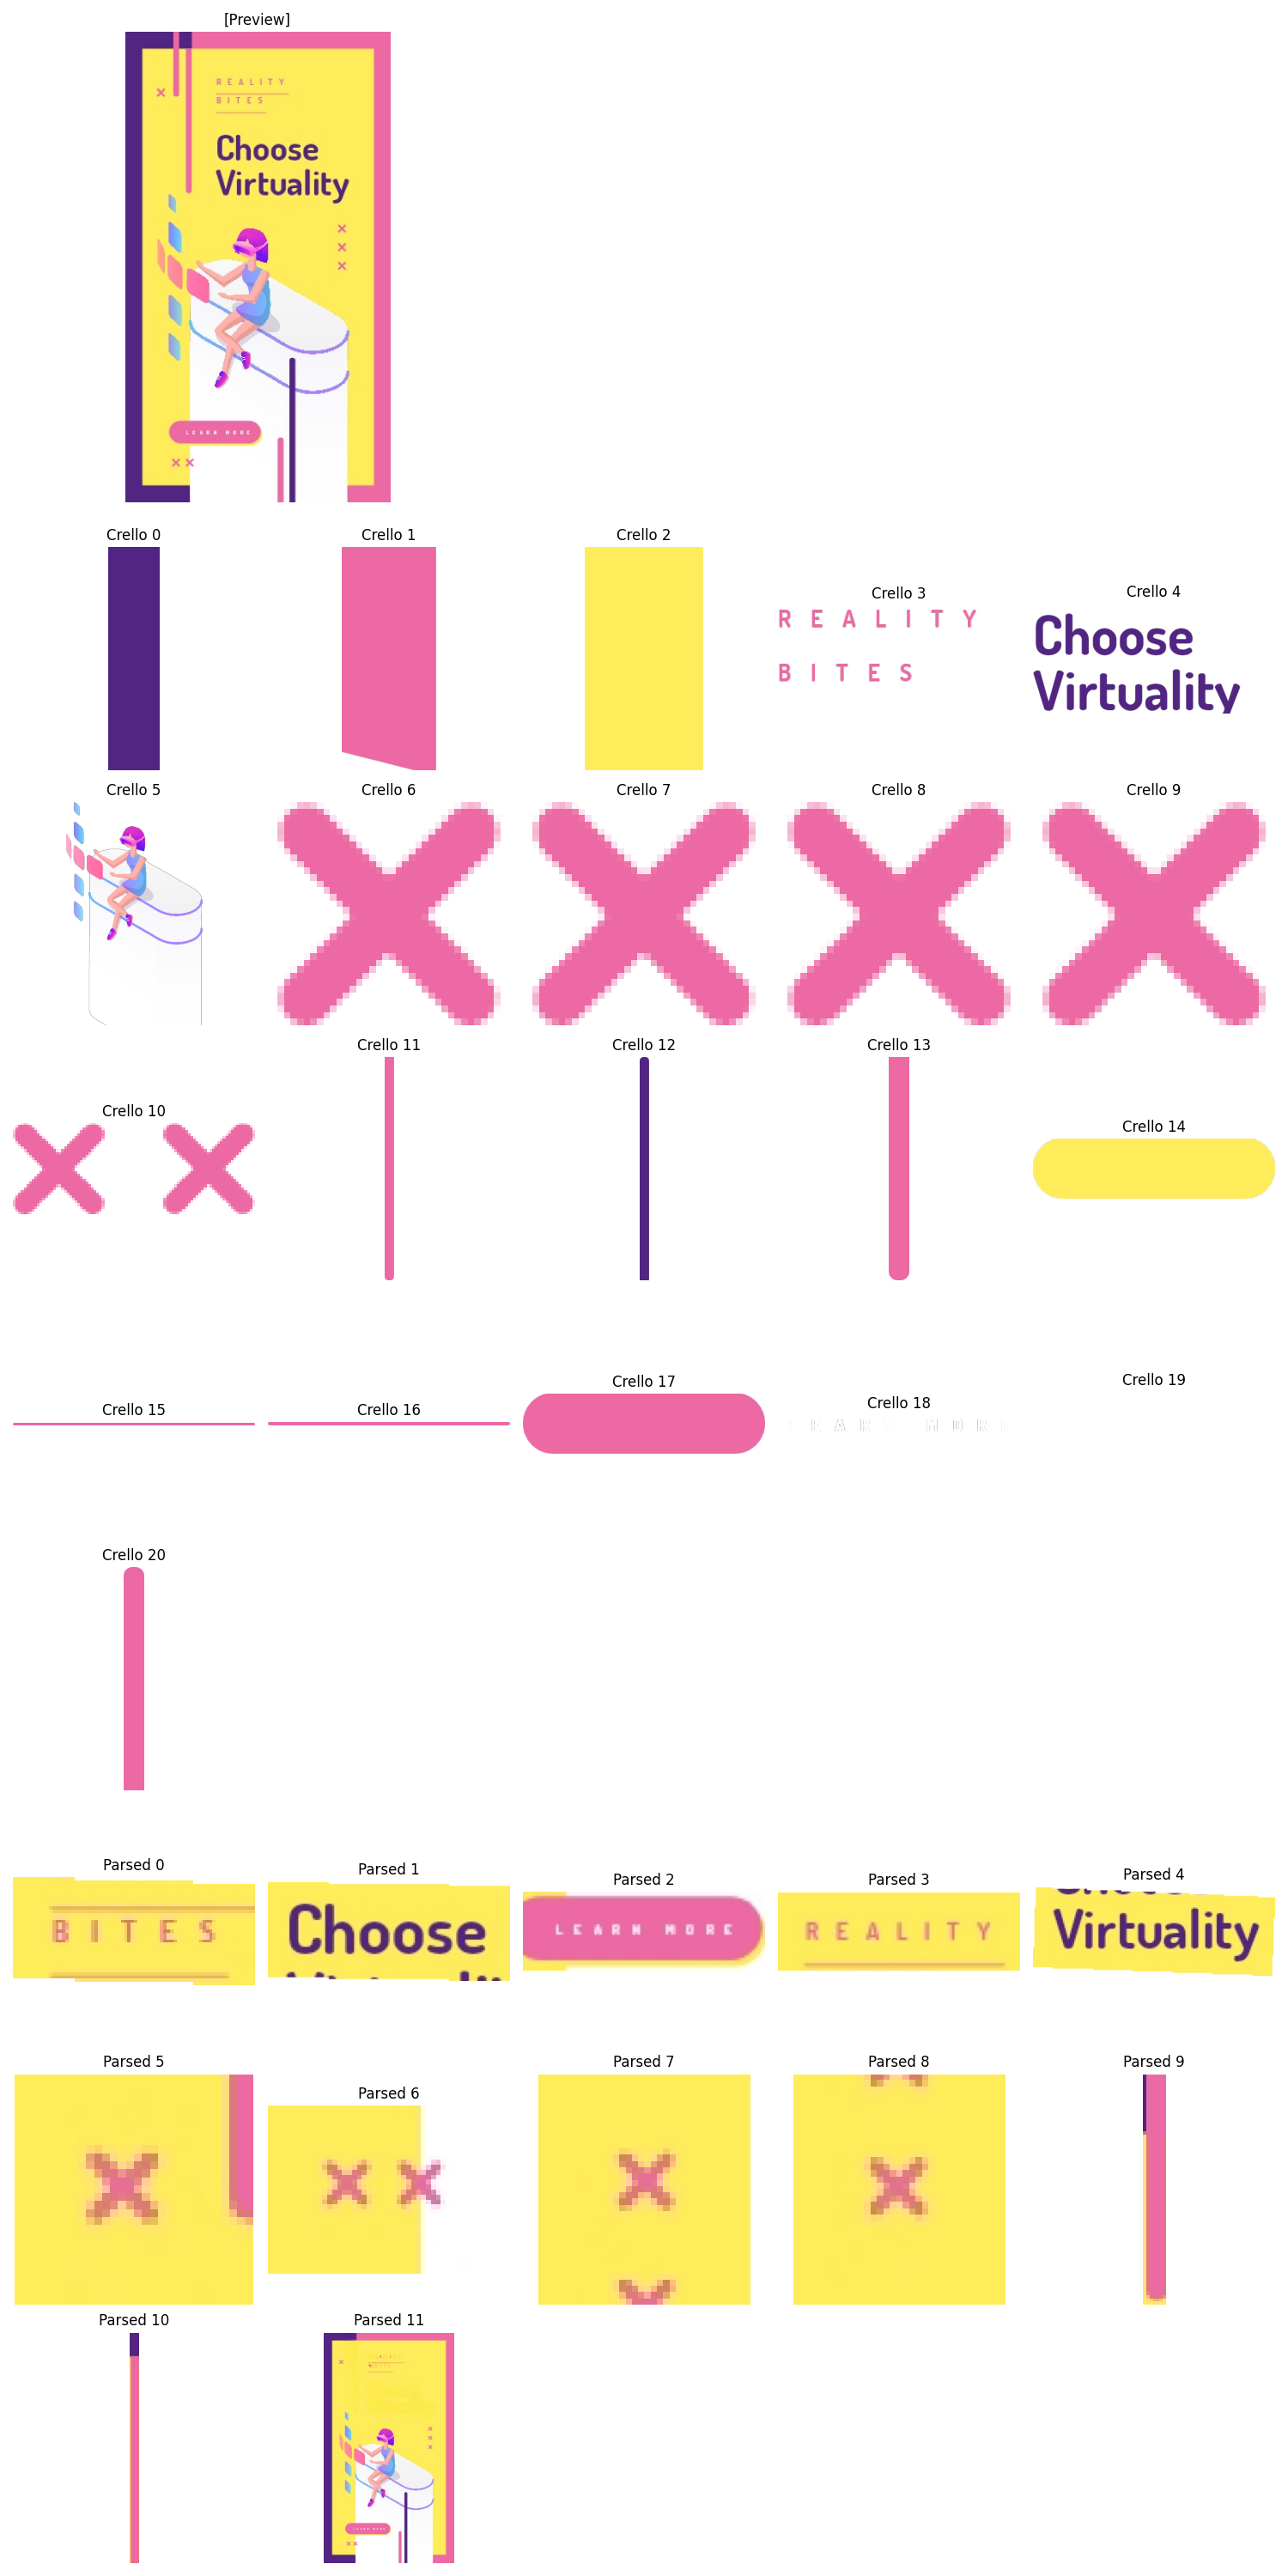 [Preview]
REALITY
BITES
Choose
Virtuality
LEARN MORE
Crello 0
Crello 1
Crello 2
Crello 3
Crello 4
REALITY
BITES
Choose
Virtuality
Crello 5
Crello 6
Crello 7
Crello 8
Crello 9
Crello 10
Crello 11
Crello 12
Crello 13
Crello 14
Crello 15
Crello 16
Crello 17
Crello 18
Crello 19
Crello 20
Parsed 0
Parsed 1
Parsed 2
Parsed 3
Parsed 4
BITES
Choose
LEARN MORE
REALITY
Virtuality
Parsed 5
Parsed 6
Parsed 7
Parsed 8
Parsed 9
Parsed 10
Parsed 11